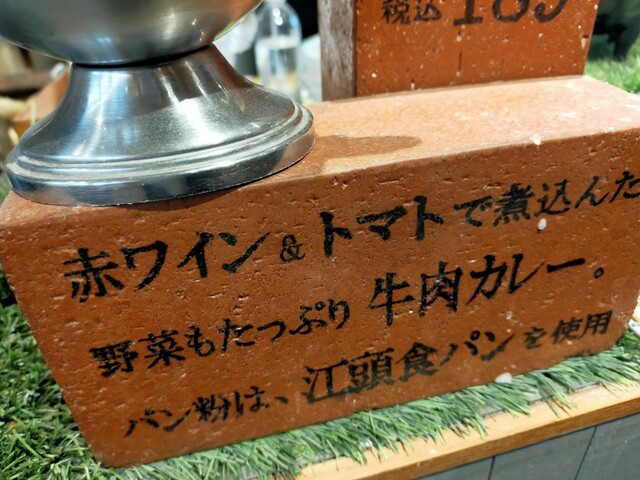 税込 189
赤ワイン&トマトで煮込んだ
野菜もたっぷり牛肉カレー。
パン粉は、江頭食パンを使用